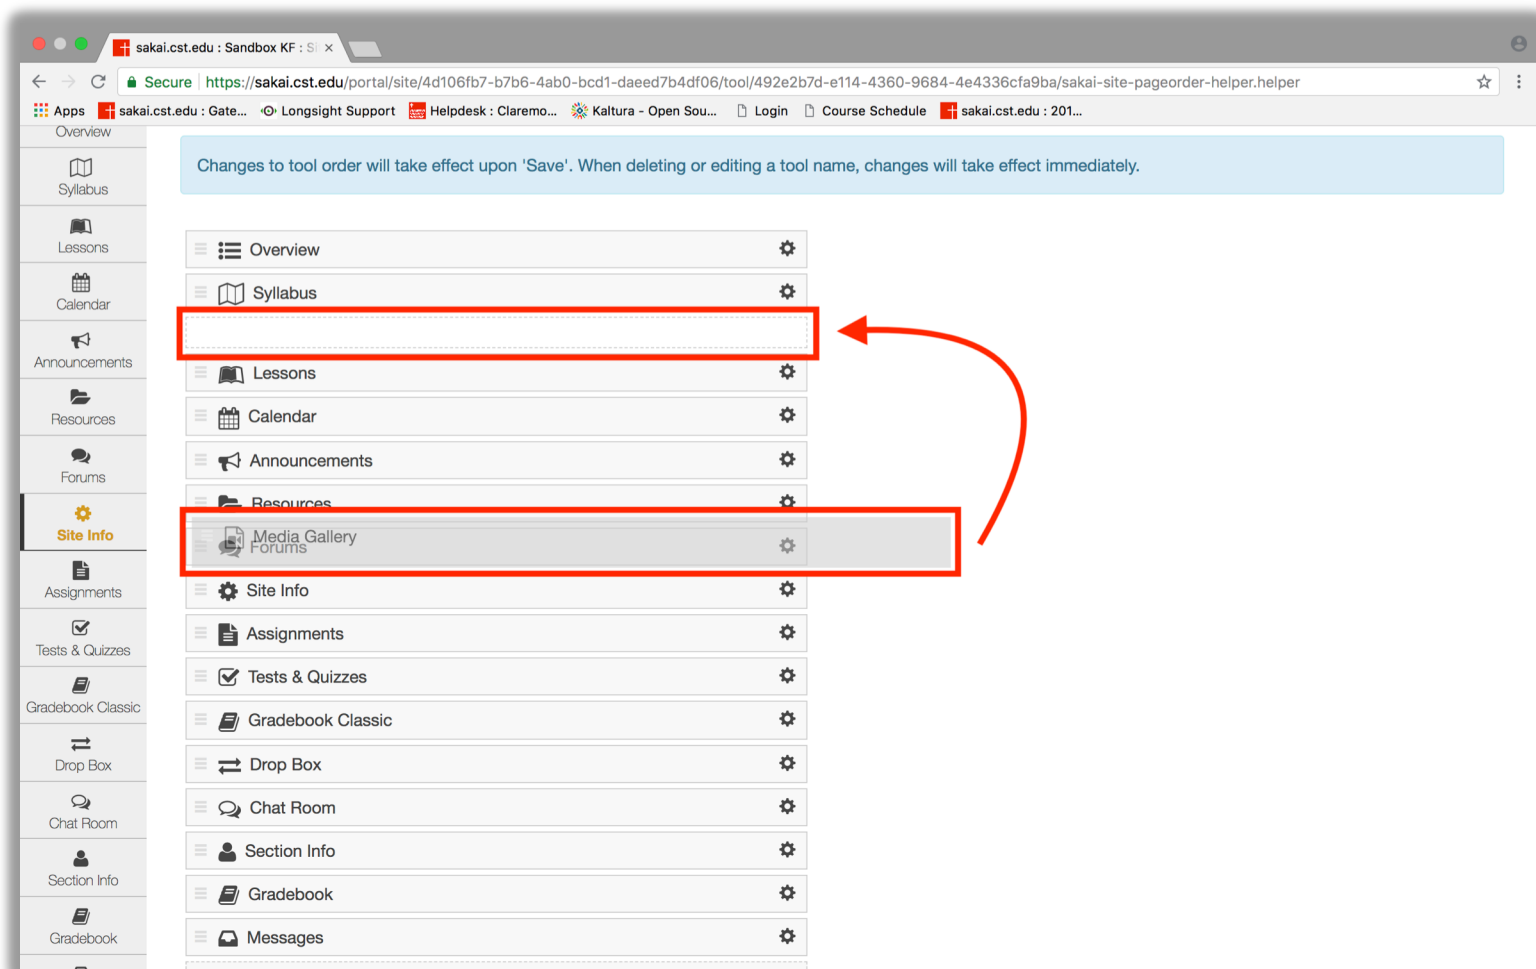 sakai.cst.edu : Sandbox KF : Si
Secure https://sakai.cst.edu/portal/site/4d106fb7-b7b6-4ab0-bcd1-daeed7b4df06/tool/492e2b7d-e114-4360-9684-4e4336cfa9ba/sakai-site-pageorder-helper.helper
Apps sakai.cst.edu : Gate... Longsight Support Helpdesk : Claremo... Kaltura - Open Sou... Login Course Schedule sakai.cst.edu : 201...
Overview
Syllabus
Lessons
Calendar
Announcements
Resources
Forums
Site Info
Assignments
Tests & Quizzes
Gradebook Classic
Drop Box
Chat Room
Section Info
Gradebook
Changes to tool order will take effect upon 'Save'. When deleting or editing a tool name, changes will take effect immediately.
Overview
Syllabus
Lessons
Calendar
Announcements
Resources
Media Gallery
Forums
Site Info
Assignments
Tests & Quizzes
Gradebook Classic
Drop Box
Chat Room
Section Info
Gradebook
Messages